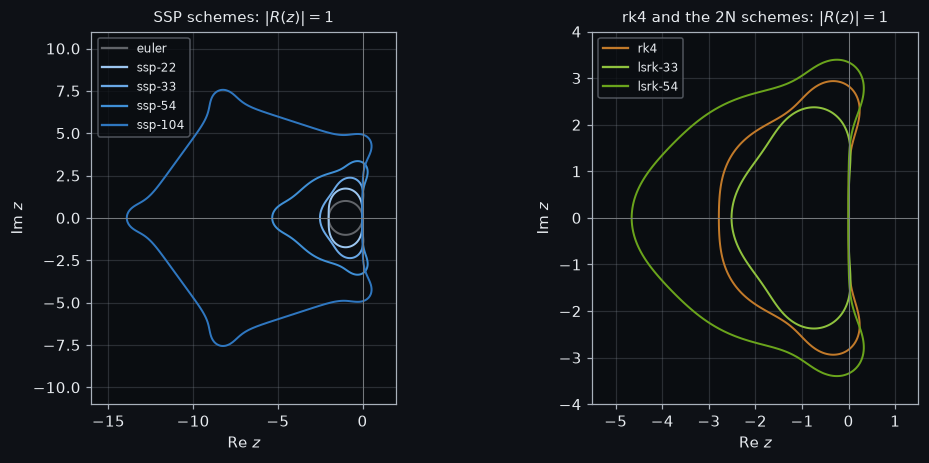 SSP schemes: |R(z)| = 1
euler
ssp-22
ssp-33
ssp-54
ssp-104
10.0
7.5
5.0
2.5
0.0
−2.5
−5.0
−7.5
−10.0
Im z
−15
−10
−5
0
Re z
rk4 and the 2N schemes: |R(z)| = 1
rk4
lsrk-33
lsrk-54
4
3
2
1
0
−1
−2
−3
−4
Im z
−5
−4
−3
−2
−1
0
1
Re z